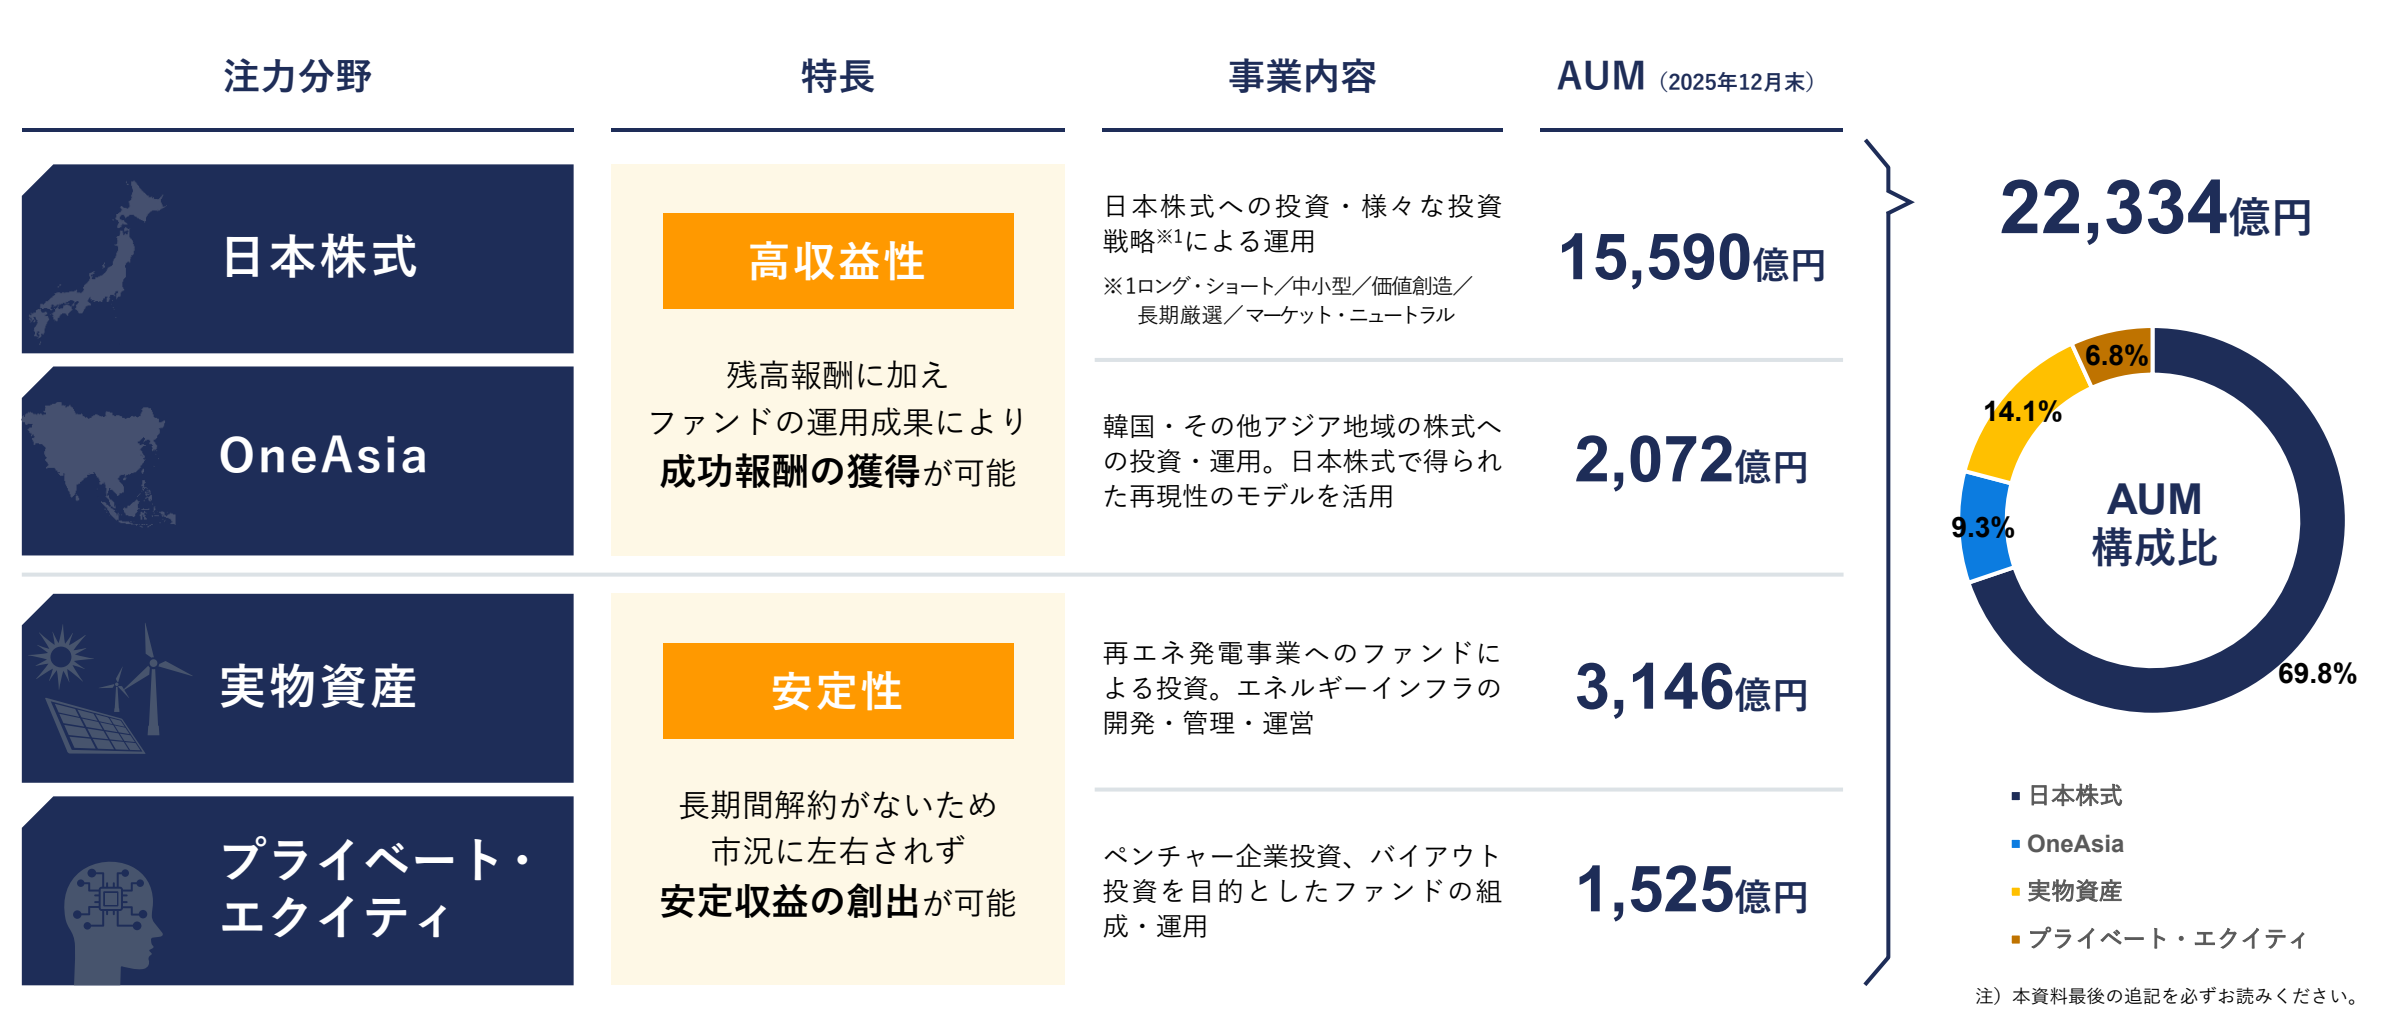 注力分野
特長
事業内容
AUM（2025年12月末）
日本株式
OneAsia
高収益性
残高報酬に加え
ファンドの運用成果により
成功報酬の獲得が可能
日本株式への投資・様々な投資
戦略※1による運用
※1ロング・ショート／中小型／価値創造／
長期厳選／マーケット・ニュートラル
15,590億円
韓国・その他アジア地域の株式へ
の投資・運用。日本株式で得られ
た再現性のモデルを活用
2,072億円
実物資産
プライベート・
エクイティ
安定性
長期間解約がないため
市況に左右されず
安定収益の創出が可能
再エネ発電事業へのファンドに
よる投資。エネルギーインフラの
開発・管理・運営
3,146億円
ベンチャー企業投資、バイアウト
投資を目的としたファンドの組
成・運用
1,525億円
22,334億円
6.8%
14.1%
9.3%
69.8%
AUM
構成比
日本株式
OneAsia
実物資産
プライベート・エクイティ
注）本資料最後の追記を必ずお読みください。